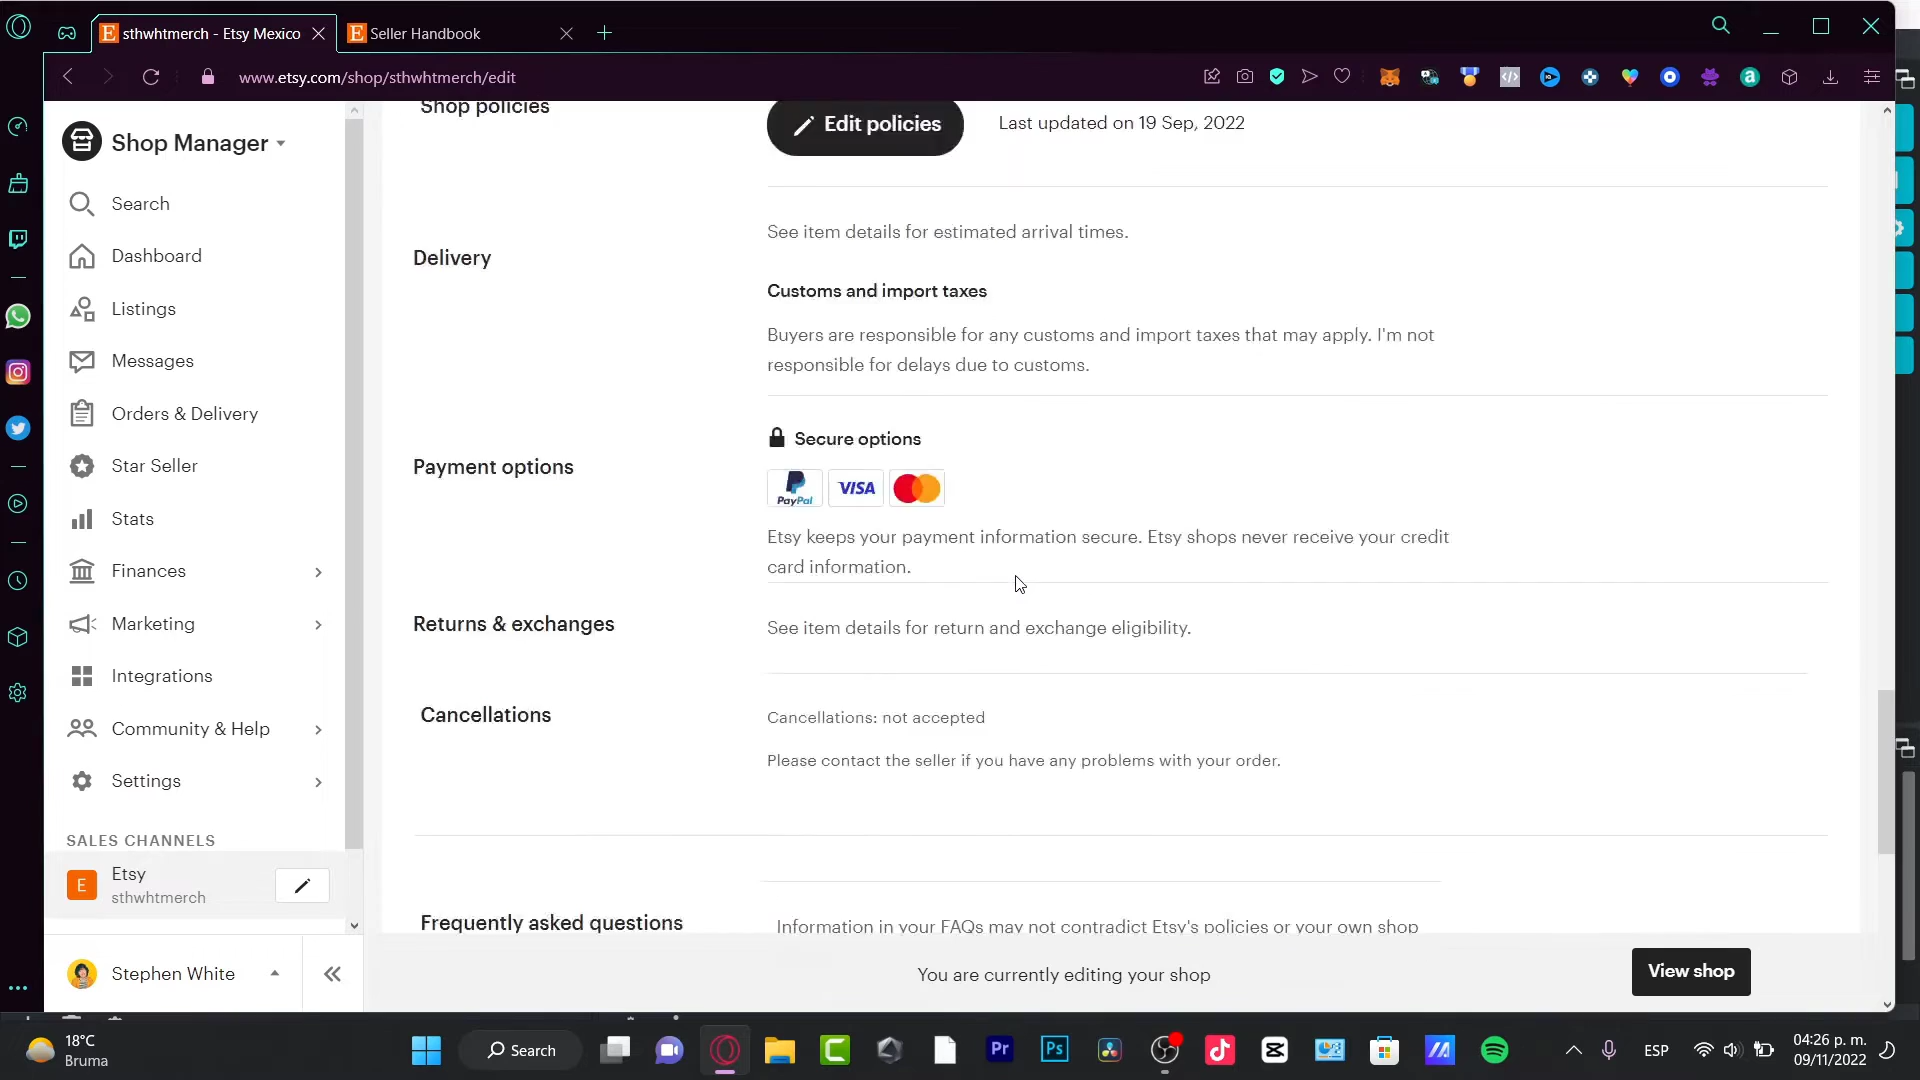 sthwhtmerch - Etsy Mexico
Seller Handbook
www.etsy.com/shop/sthwhtmerch/edit
Shop Manager
Search
Dashboard
Listings
Messages
Orders & Delivery
Star Seller
Stats
Finances
Marketing
Integrations
Community & Help
Settings
SALES CHANNELS
E
Etsy
sthwhtmerch
Stephen White
Shop policies
Edit policies
Last updated on 19 Sep, 2022
Delivery
See item details for estimated arrival times.
Customs and import taxes
Buyers are responsible for any customs and import taxes that may apply. I'm not
responsible for delays due to customs.
Payment options
Secure options
PayPal
VISA
Etsy keeps your payment information secure. Etsy shops never receive your credit
card information.
Returns & exchanges
See item details for return and exchange eligibility.
Cancellations
Cancellations: not accepted
Please contact the seller if you have any problems with your order.
Frequently asked questions
Information in your FAQs may not contradict Etsy's policies or your own shop
You are currently editing your shop
View shop
18°C
Bruma
Search
Pr
Ps
ESP
04:26 p. m.
09/11/2022